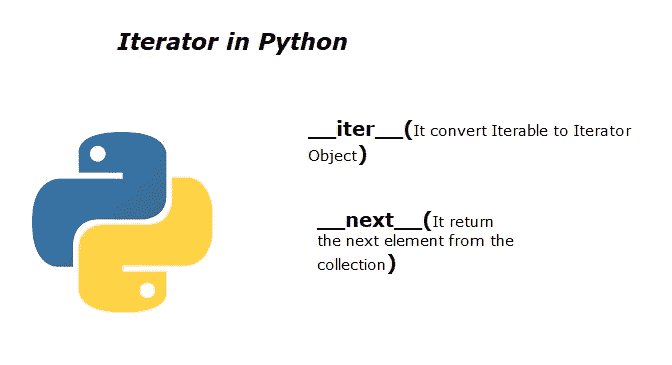 Iterator in Python
__iter__(It convert Iterable to Iterator
Object)
__next__(It return
the next element from the
collection)